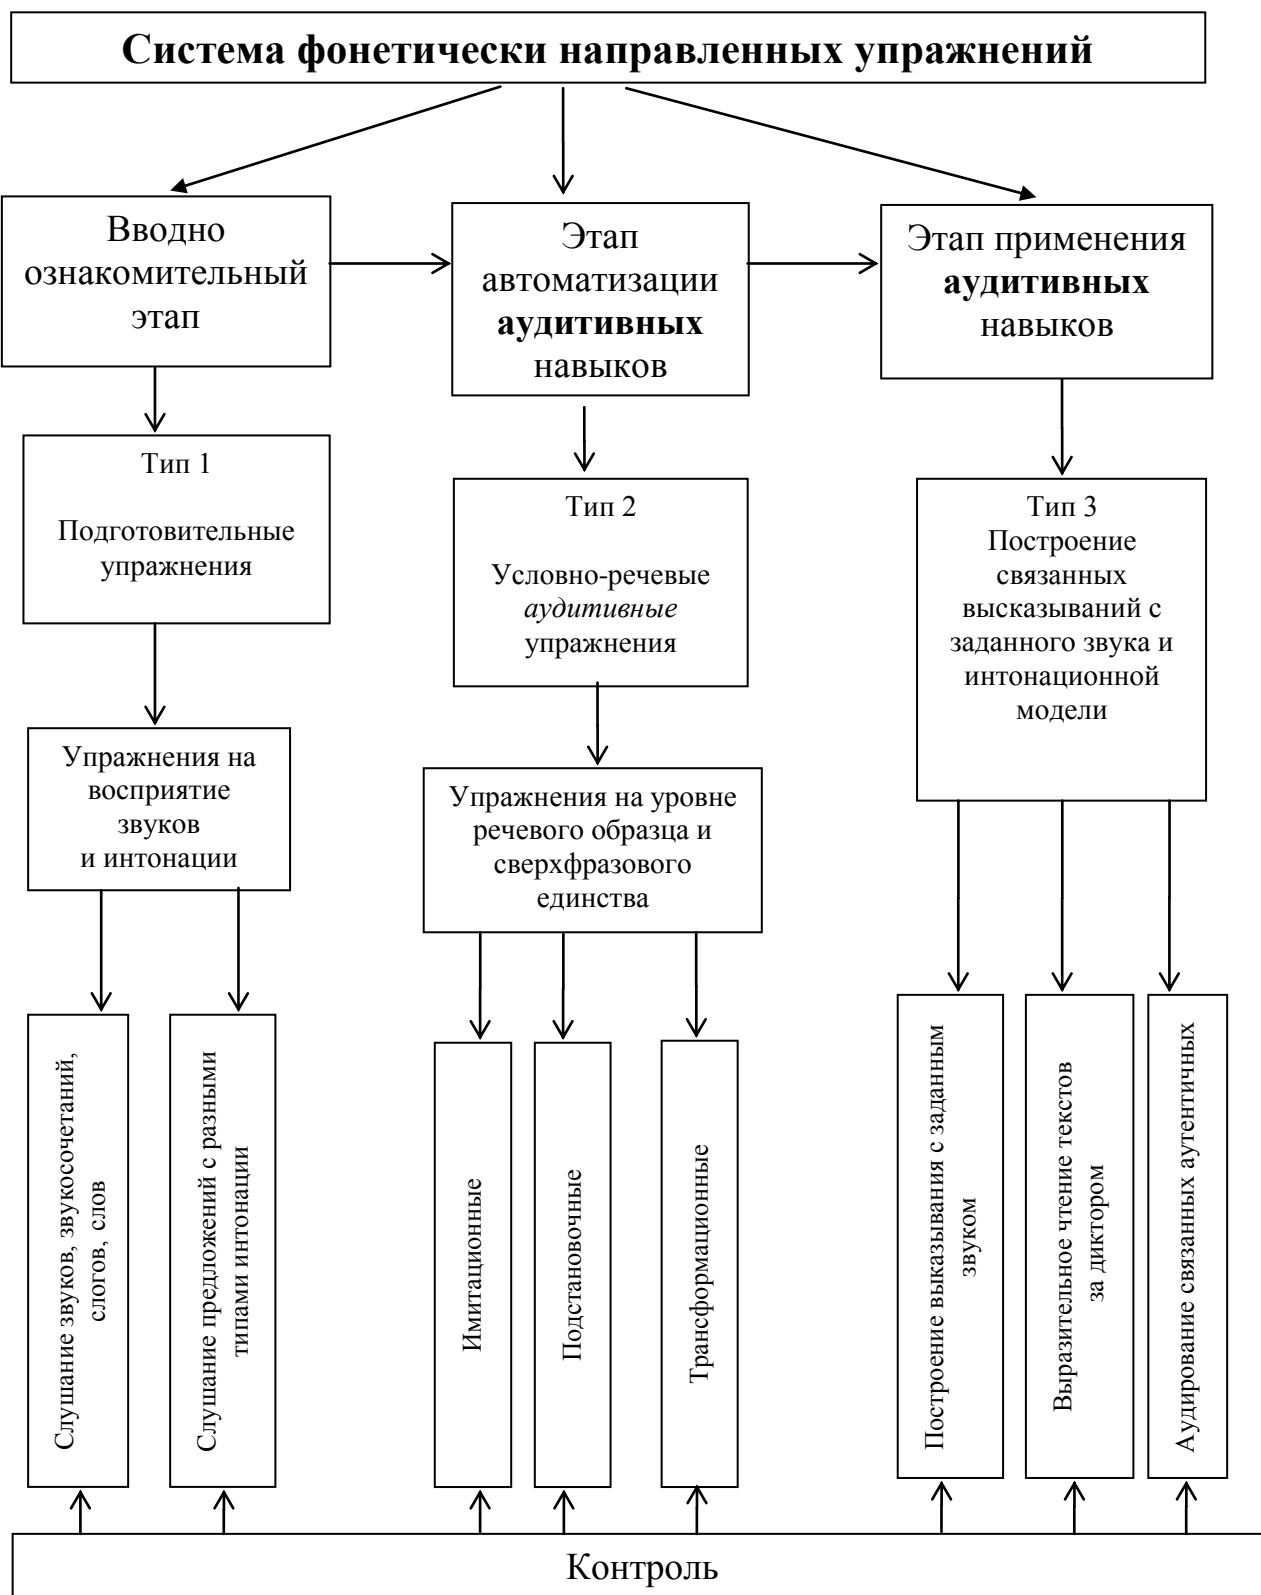 Система фонетически направленных упражнений
Вводно
ознакомительный
этап
Этап
автоматизации
аудитивных
навыков
Этап применения
аудитивных
навыков
Тип 1
Подготовительные
упражнения
Тип 2
Условно-речевые
аудитивные
упражнения
Тип 3
Построение
связанных
высказываний с
заданного звука и
интонационной
модели
Упражнения на
восприятие
звуков
и интонации
Упражнения на уровне
речевого образца и
сверхфразового
единства
Слушание звуков, звукосочетаний,
слогов, слов
Слушание предложений с разными
типами интонации
Имитационные
Подстановочные
Трансформационные
Построение выказывания с заданным
звуком
Выразительное чтение текстов
за диктором
Аудирование связанных аутентичных
Контроль